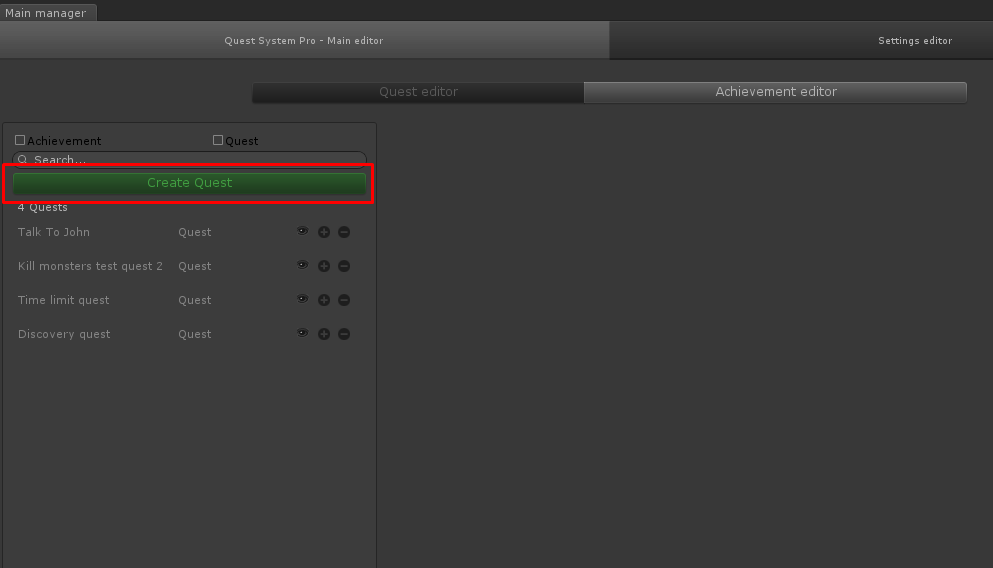 Main manager
Quest System Pro - Main editor Settings editor
Quest editor Achievement editor
Achievement Quest
Search...
Create Quest
4 Quests
Talk To John Quest
Kill monsters test quest 2 Quest
Time limit quest Quest
Discovery quest Quest